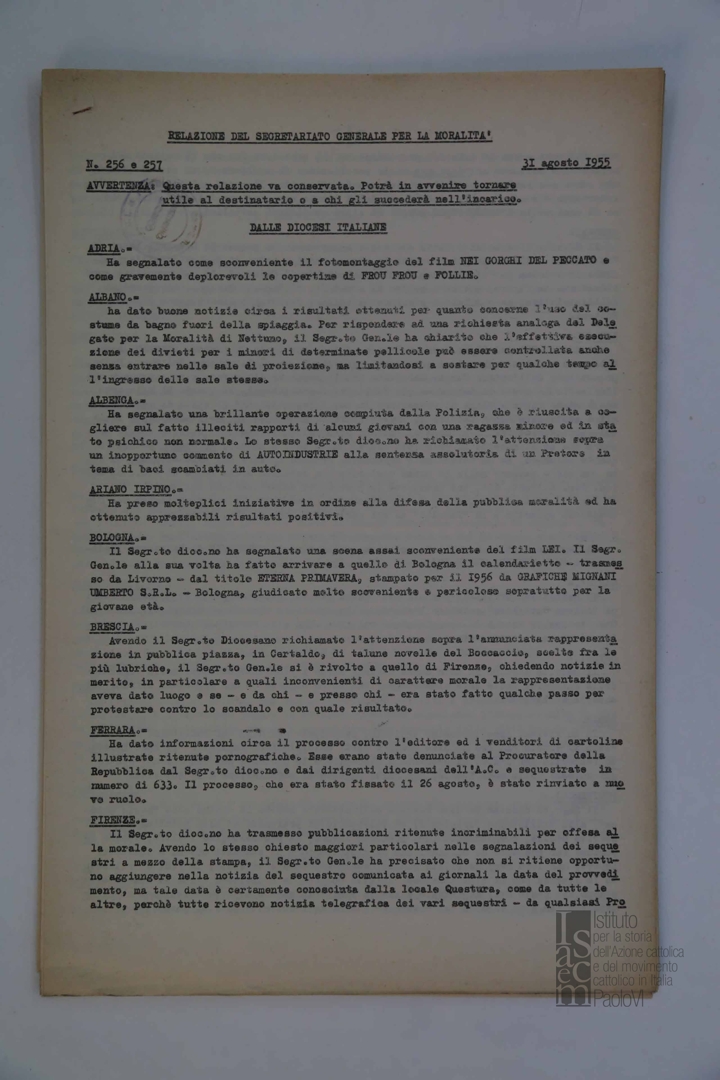 RELAZIONE DEL SEGRETARIATO GENERALE PER LA MORALITA'
N. 256 e 257
31 agosto 1955
AVVERTENZA: Questa relazione va conservata. Potrà in avvenire tornare
utile al destinatario o a chi gli succederà nell'incarico.
DALLE DIOCESI ITALIANE
ADRIA.=
Ha segnalato come sconveniente il fotomontaggio del film NEI GORGHI DEL PECCATO e
come gravemente deplorevoli le copertine di FROU FROU e FOLLIE.
ALBANO.=
ha dato buone notizie circa i risultati ottenuti per quanto concerne l'uso del co-
stume da bagno fuori della spiaggia. Per rispondere ad una richiesta analoga del Dele
gato per la Moralità di Nettuno, il Segr.to Gen.le ha chiarito che l'effettiva esecu-
zione dei divieti per i minori di determinate pellicole può essere controllata anche
senza entrare nelle sale di proiezione, ma limitandosi a sostare per qualche tempo al
l'ingresso delle sale stesse.
ALBENGA.=
Ha segnalato una brillante operazione compiuta dalla Polizia, che è riuscita a co-
gliere sul fatto illeciti rapporti di alcuni giovani con una ragazza minore ed in sta
to psichico non normale. Lo stesso Segr.to dioc.no ha richiamato l'attenzione sopra
un inopportuno commento di AUTOINDUSTRIE alla sentenza assolutoria di un Pretore in
tema di baci scambiati in auto.
ARIANO IRPINO.=
Ha preso molteplici iniziative in ordine alla difesa della pubblica moralità ed ha
ottenuto apprezzabili risultati positivi.
BOLOGNA.=
Il Segr.to dioc.no ha segnalato una scena assai sconveniente del film LEI. Il Segr.
Gen.le alla sua volta ha fatto arrivare a quello di Bologna il calendarietto - trasmes
so da Livorno - dal titolo ETERNA PRIMAVERA, stampato per il 1956 da GRAFICHE MIGNANI
UMBERTO S.R.L. - Bologna, giudicato molto scoveniente e pericoloso sopratutto per la
giovane età.
BRESCIA.=
Avendo il Segr.to Diocesano richiamato l'attenzione sopra l'annunciata rappresenta
zione in pubblica piazza, in Certaldo, di talune novelle del Boccaccio, scelte fra le
più lubriche, il Segr.to Gen.le si è rivolto a quello di Firenze, chiedendo notizie in
merito, in particolare a quali inconvenienti di carattere morale la rappresentazione
aveva dato luogo e se - e da chi - e presso chi - era stato fatto qualche passo per
protestare contro lo scandalo e con quale risultato.
FERRARA.=
Ha dato informazioni circa il processo contro l'editore ed i venditori di cartoline
illustrate ritenute pornografiche. Esse erano state denunciate al Procuratore della
Repubblica dal Segr.to dioc.no e dai dirigenti diocesani dell'A.C. e sequestrate in
numero di 633. Il processo, che era stato fissato il 26 agosto, è stato rinviato a nuo
vo ruolo.
FIRENZE.=
Il Segr.to dioc.no ha trasmesso pubblicazioni ritenute incriminabili per offesa al
la morale. Avendo lo stesso chiesto maggiori particolari nelle segnalazioni dei seque
stri a mezzo della stampa, il Segr.to Gen.le ha precisato che non si ritiene opportu-
no aggiungere nella notizia del sequestro comunicata ai giornali la data del provvedi
mento, ma tale data è certamente conosciuta dalla locale Questura, come da tutte le
altre, perchè tutte ricevono notizia telegrafica dei vari sequestri - da qualsiasi Pro
Isacem
Istituto
per la storia
dell'Azione cattolica
e del movimento
cattolico in Italia
PaoloVI